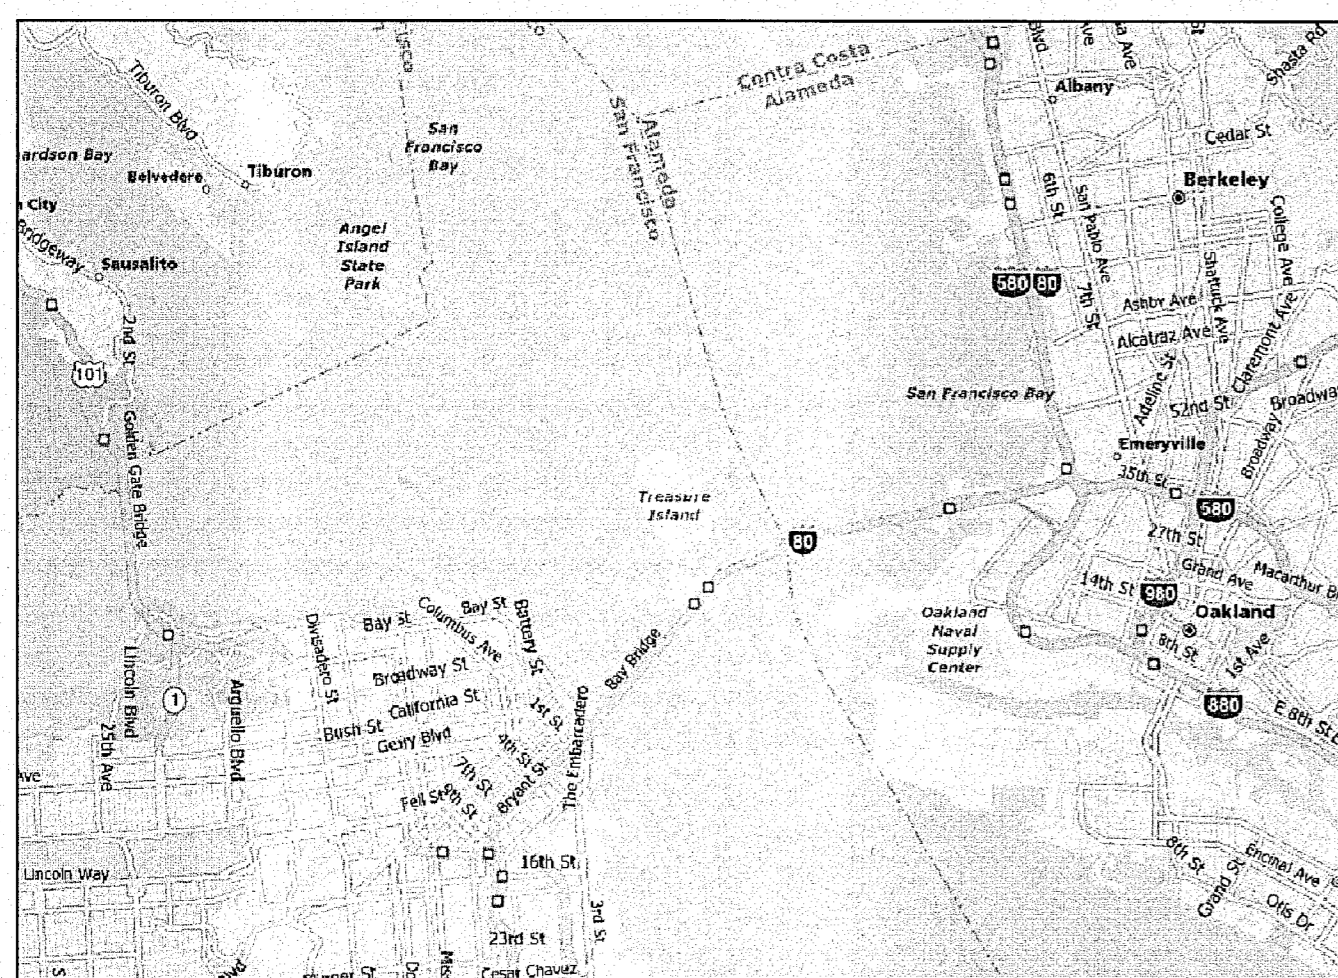 Contra Costa
Alameda
Blvd
Ave
Ave
St
Shasta Rd
Albany
Tiburon Blvd
San
Francisco
Bay
San Francisco
Alameda
Cedar St
ardson Bay
Belvedere
Tiburon
6th St
Berkeley
City
San Pablo Ave
College Ave
Bridgeway
Angel
Island
State
Park
Sausalito
580
80
7th St
Shattuck Ave
Ashby Ave
2nd St
Alcatraz Ave
Claremont Ave
101
Adeline St
San Francisco Bay
52nd St
Broadway
Broadwa
Golden Gate Bridge
Emeryville
35th St
Treasure
Island
580
80
27th St
Grand Ave
Macarthur B
14th St
980
Oakland
Divisadero St
Bay St
Columbus Ave
Bay St
Battery St
Oakland
Naval
Supply
Center
8th St
1st Ave
Bay Bridge
Lincoln Blvd
1
Arguello Blvd
Broadway St
California St
1st St
The Embarcadero
880
E 8th St
25th Ave
Bush St
Geary Blvd
4th St
7th St
Bryant St
Ave
Fell St
9th St
16th St
Lincoln Way
8th St
Grand St
Encinal Ave
Otis Dr
3rd St
23rd St
Cesar Chavez